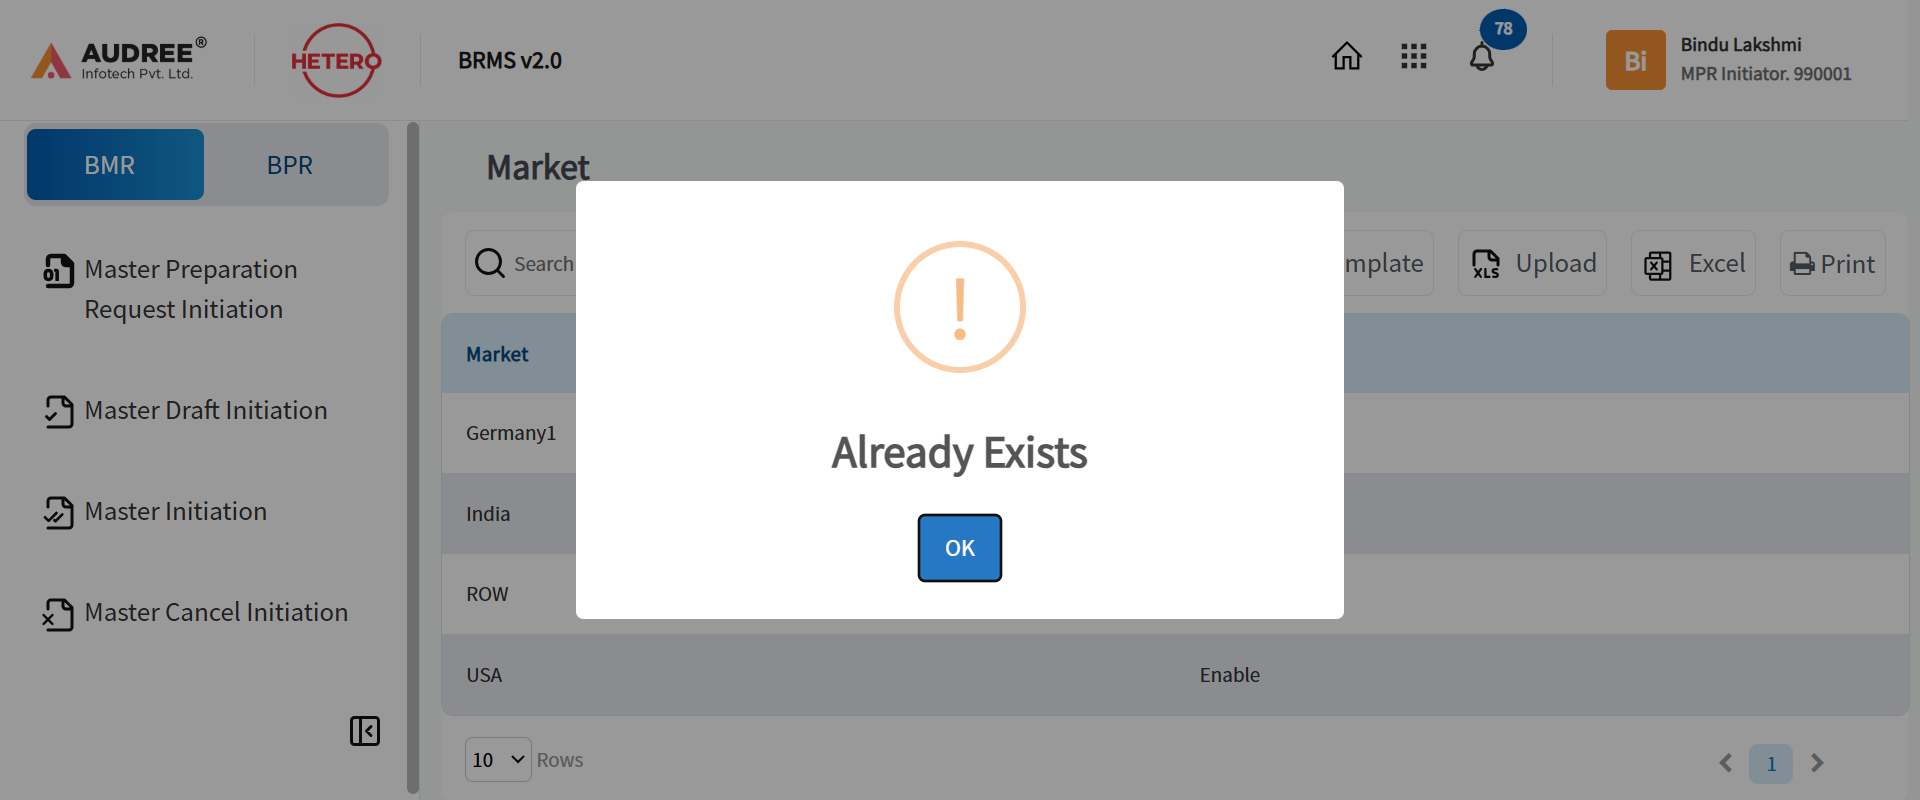 AUDREE®
Infotech Pvt. Ltd.
HETERO
BRMS v2.0
78
Bi
Bindu Lakshmi
MPR Initiator. 990001
BMR
BPR
Master Preparation
Request Initiation
Master Draft Initiation
Master Initiation
Master Cancel Initiation
Market
Search
mplate
XLS
Upload
Excel
Print
Market
Germany1
India
ROW
USA
Enable
Already Exists
OK
10
Rows
1